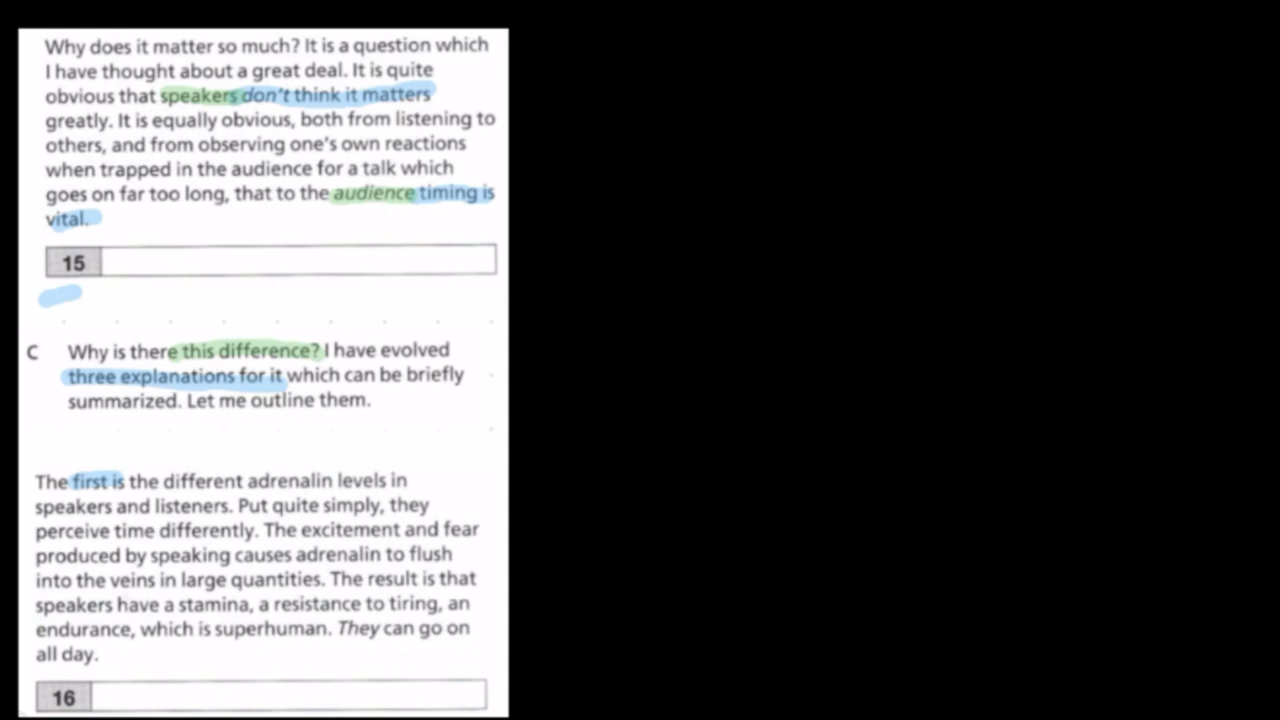 Why does it matter so much? It is a question which
I have thought about a great deal. It is quite
obvious that speakers don't think it matters
greatly. It is equally obvious, both from listening to
others, and from observing one's own reactions
when trapped in the audience for a talk which
goes on far too long, that to the audience timing is
vital.
15
C Why is there this difference? I have evolved
three explanations for it which can be briefly
summarized. Let me outline them.
The first is the different adrenalin levels in
speakers and listeners. Put quite simply, they
perceive time differently. The excitement and fear
produced by speaking causes adrenalin to flush
into the veins in large quantities. The result is that
speakers have a stamina, a resistance to tiring, an
endurance, which is superhuman. They can go on
all day.
16